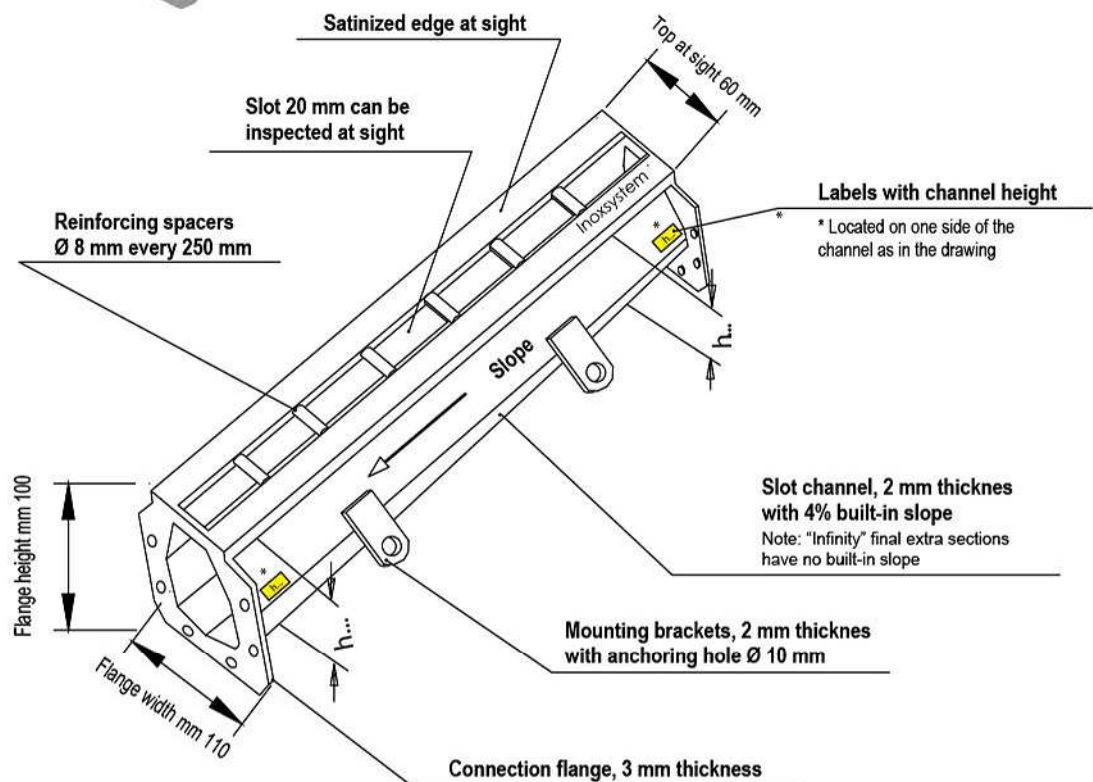 Satinized edge at sight
Top at sight 60 mm
Slot 20 mm can be
inspected at sight
Inoxsystem
Labels with channel height
*
* Located on one side of the
channel as in the drawing
Reinforcing spacers
Ø 8 mm every 250 mm
*
h...
h...
Slope
Slot channel, 2 mm thicknes
with 4% built-in slope
Note: "Infinity" final extra sections
have no built-in slope
Flange height mm 100
*
h...
h...
Mounting brackets, 2 mm thicknes
with anchoring hole Ø 10 mm
Flange width mm 110
Connection flange, 3 mm thickness